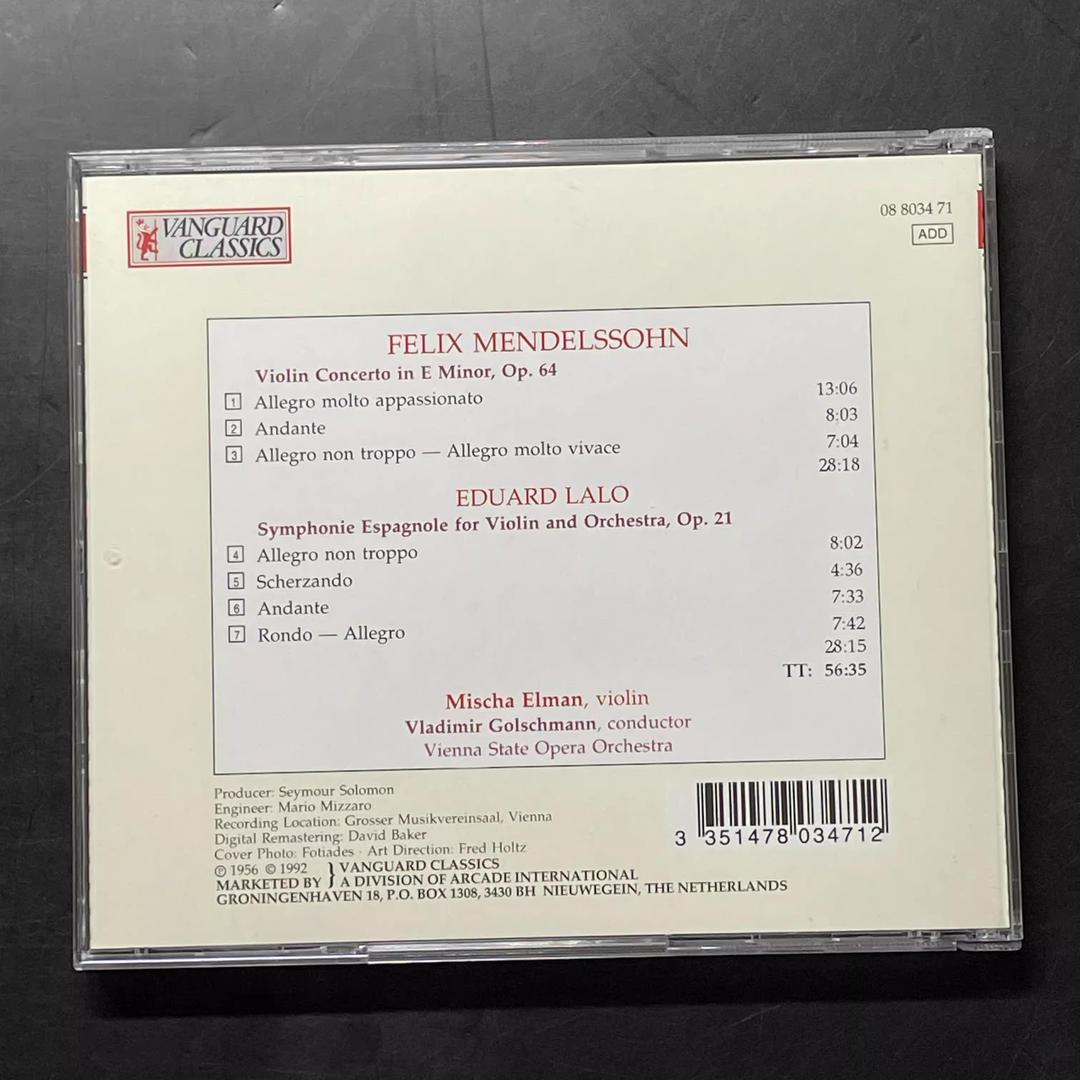 VANGUARD
CLASSICS
08 8034 71
ADD
FELIX MENDELSSOHN
Violin Concerto in E Minor, Op. 64
1 Allegro molto appassionato 13:06
2 Andante 8:03
3 Allegro non troppo — Allegro molto vivace 7:04
28:18
EDUARD LALO
Symphonie Espagnole for Violin and Orchestra, Op. 21
4 Allegro non troppo 8:02
5 Scherzando 4:36
6 Andante 7:33
7 Rondo — Allegro 7:42
28:15
TT: 56:35
Mischa Elman, violin
Vladimir Golschmann, conductor
Vienna State Opera Orchestra
Producer: Seymour Solomon
Engineer: Mario Mizzaro
Recording Location: Grosser Musikvereinsaal, Vienna
Digital Remastering: David Baker
Cover Photo: Fotiades · Art Direction: Fred Holtz
℗ 1956 © 1992 } VANGUARD CLASSICS
MARKETED BY } A DIVISION OF ARCADE INTERNATIONAL
GRONINGENHAVEN 18, P.O. BOX 1308, 3430 BH NIEUWEGEIN, THE NETHERLANDS
3 351478 034712